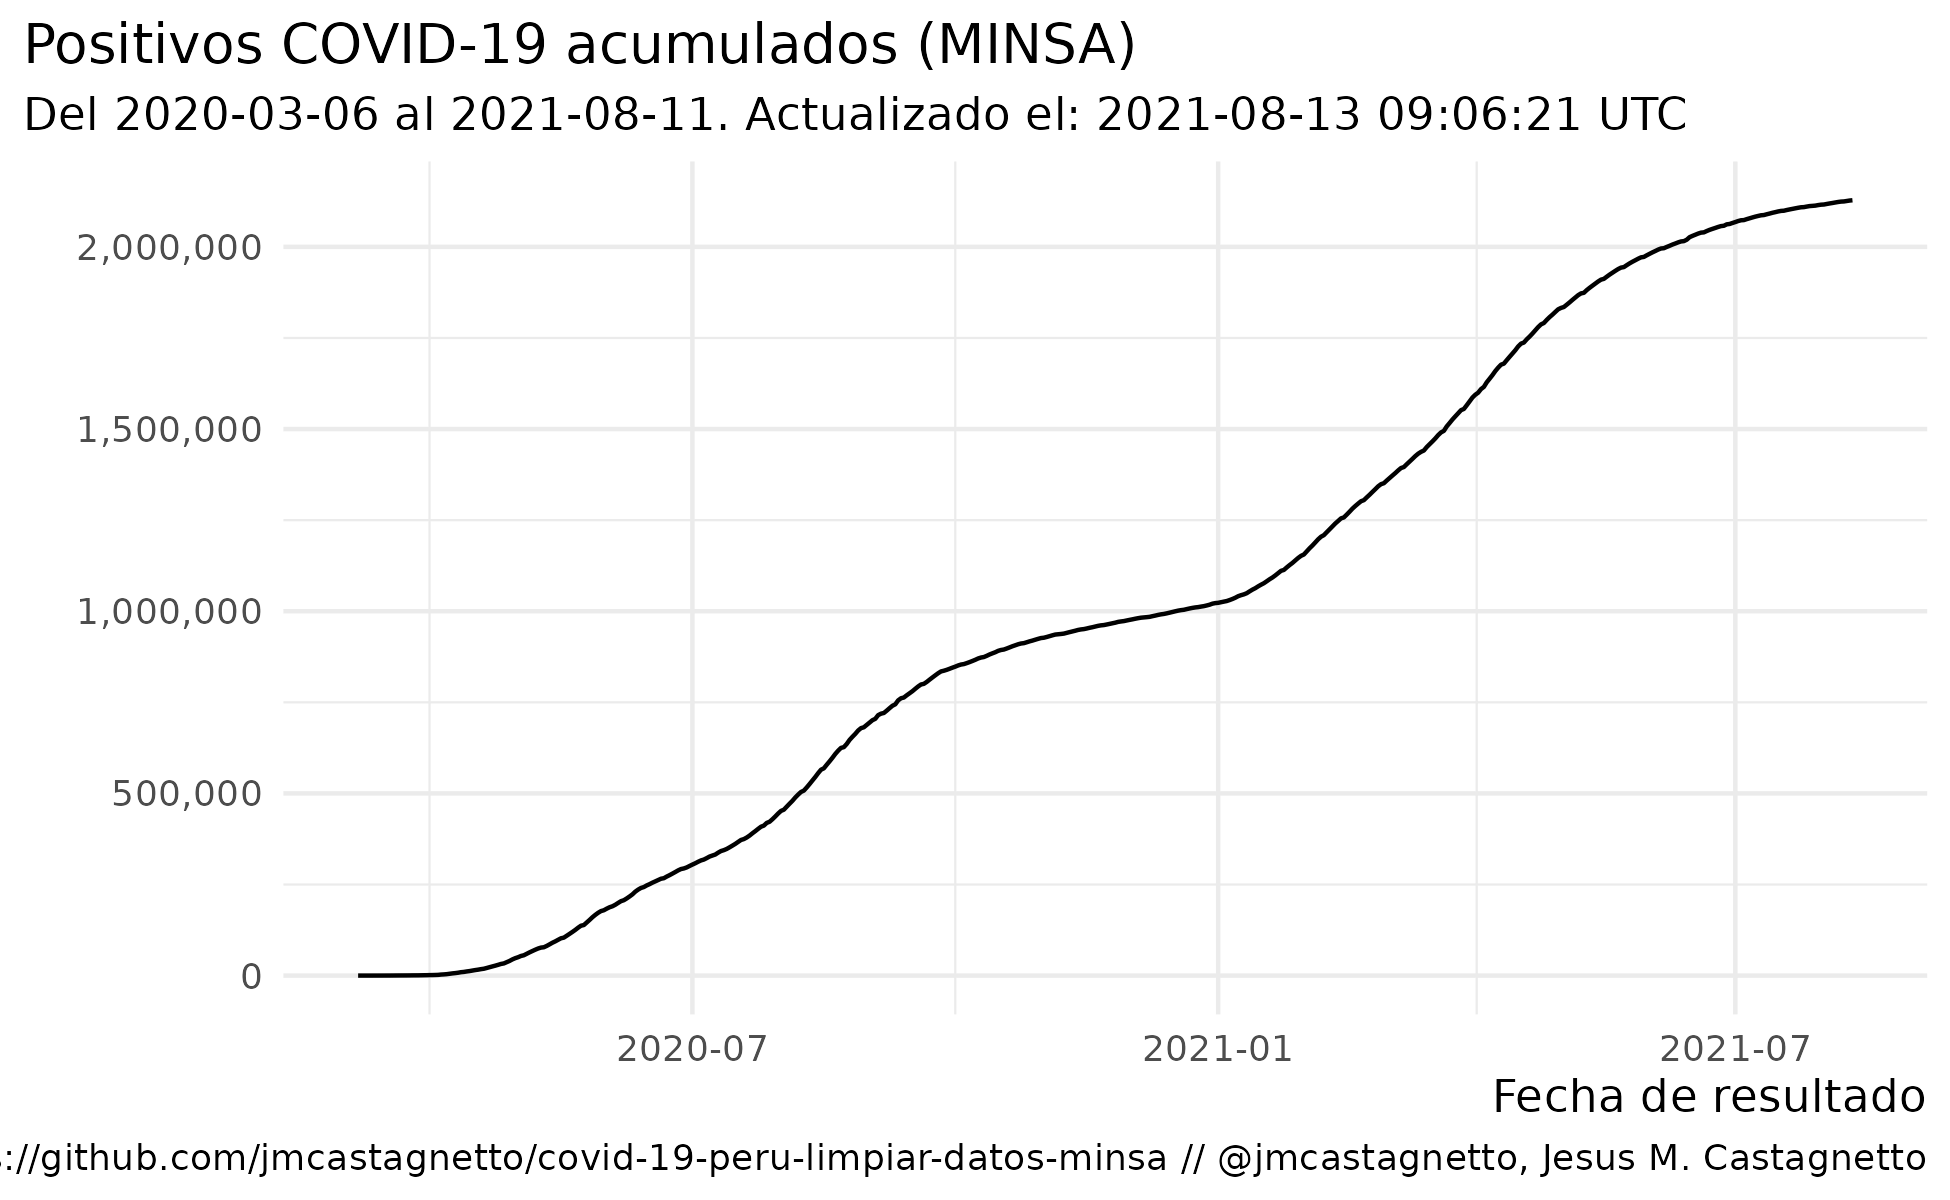 Positivos COVID-19 acumulados (MINSA)
Del 2020-03-06 al 2021-08-11. Actualizado el: 2021-08-13 09:06:21 UTC
2,000,000
1,500,000
1,000,000
500,000
0
2020-07 2021-01 2021-07
Fecha de resultado
://github.com/jmcastagnetto/covid-19-peru-limpiar-datos-minsa // @jmcastagnetto, Jesus M. Castagnetto